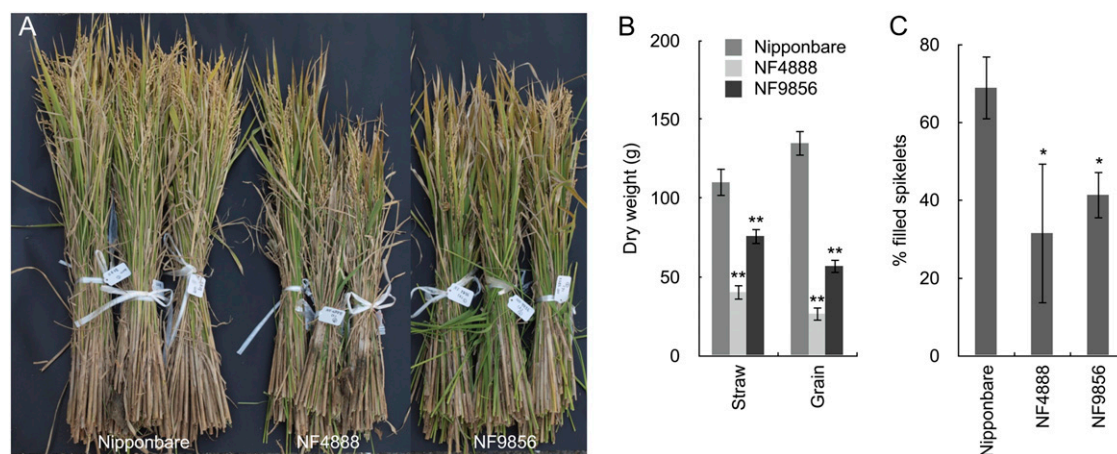 A
Nipponbare
NF4888
NF9856
B
Nipponbare
NF4888
NF9856
200
150
100
50
0
Dry weight (g)
**
**
**
**
Straw
Grain
C
80
60
40
20
0
% filled spikelets
*
*
Nipponbare
NF4888
NF9856